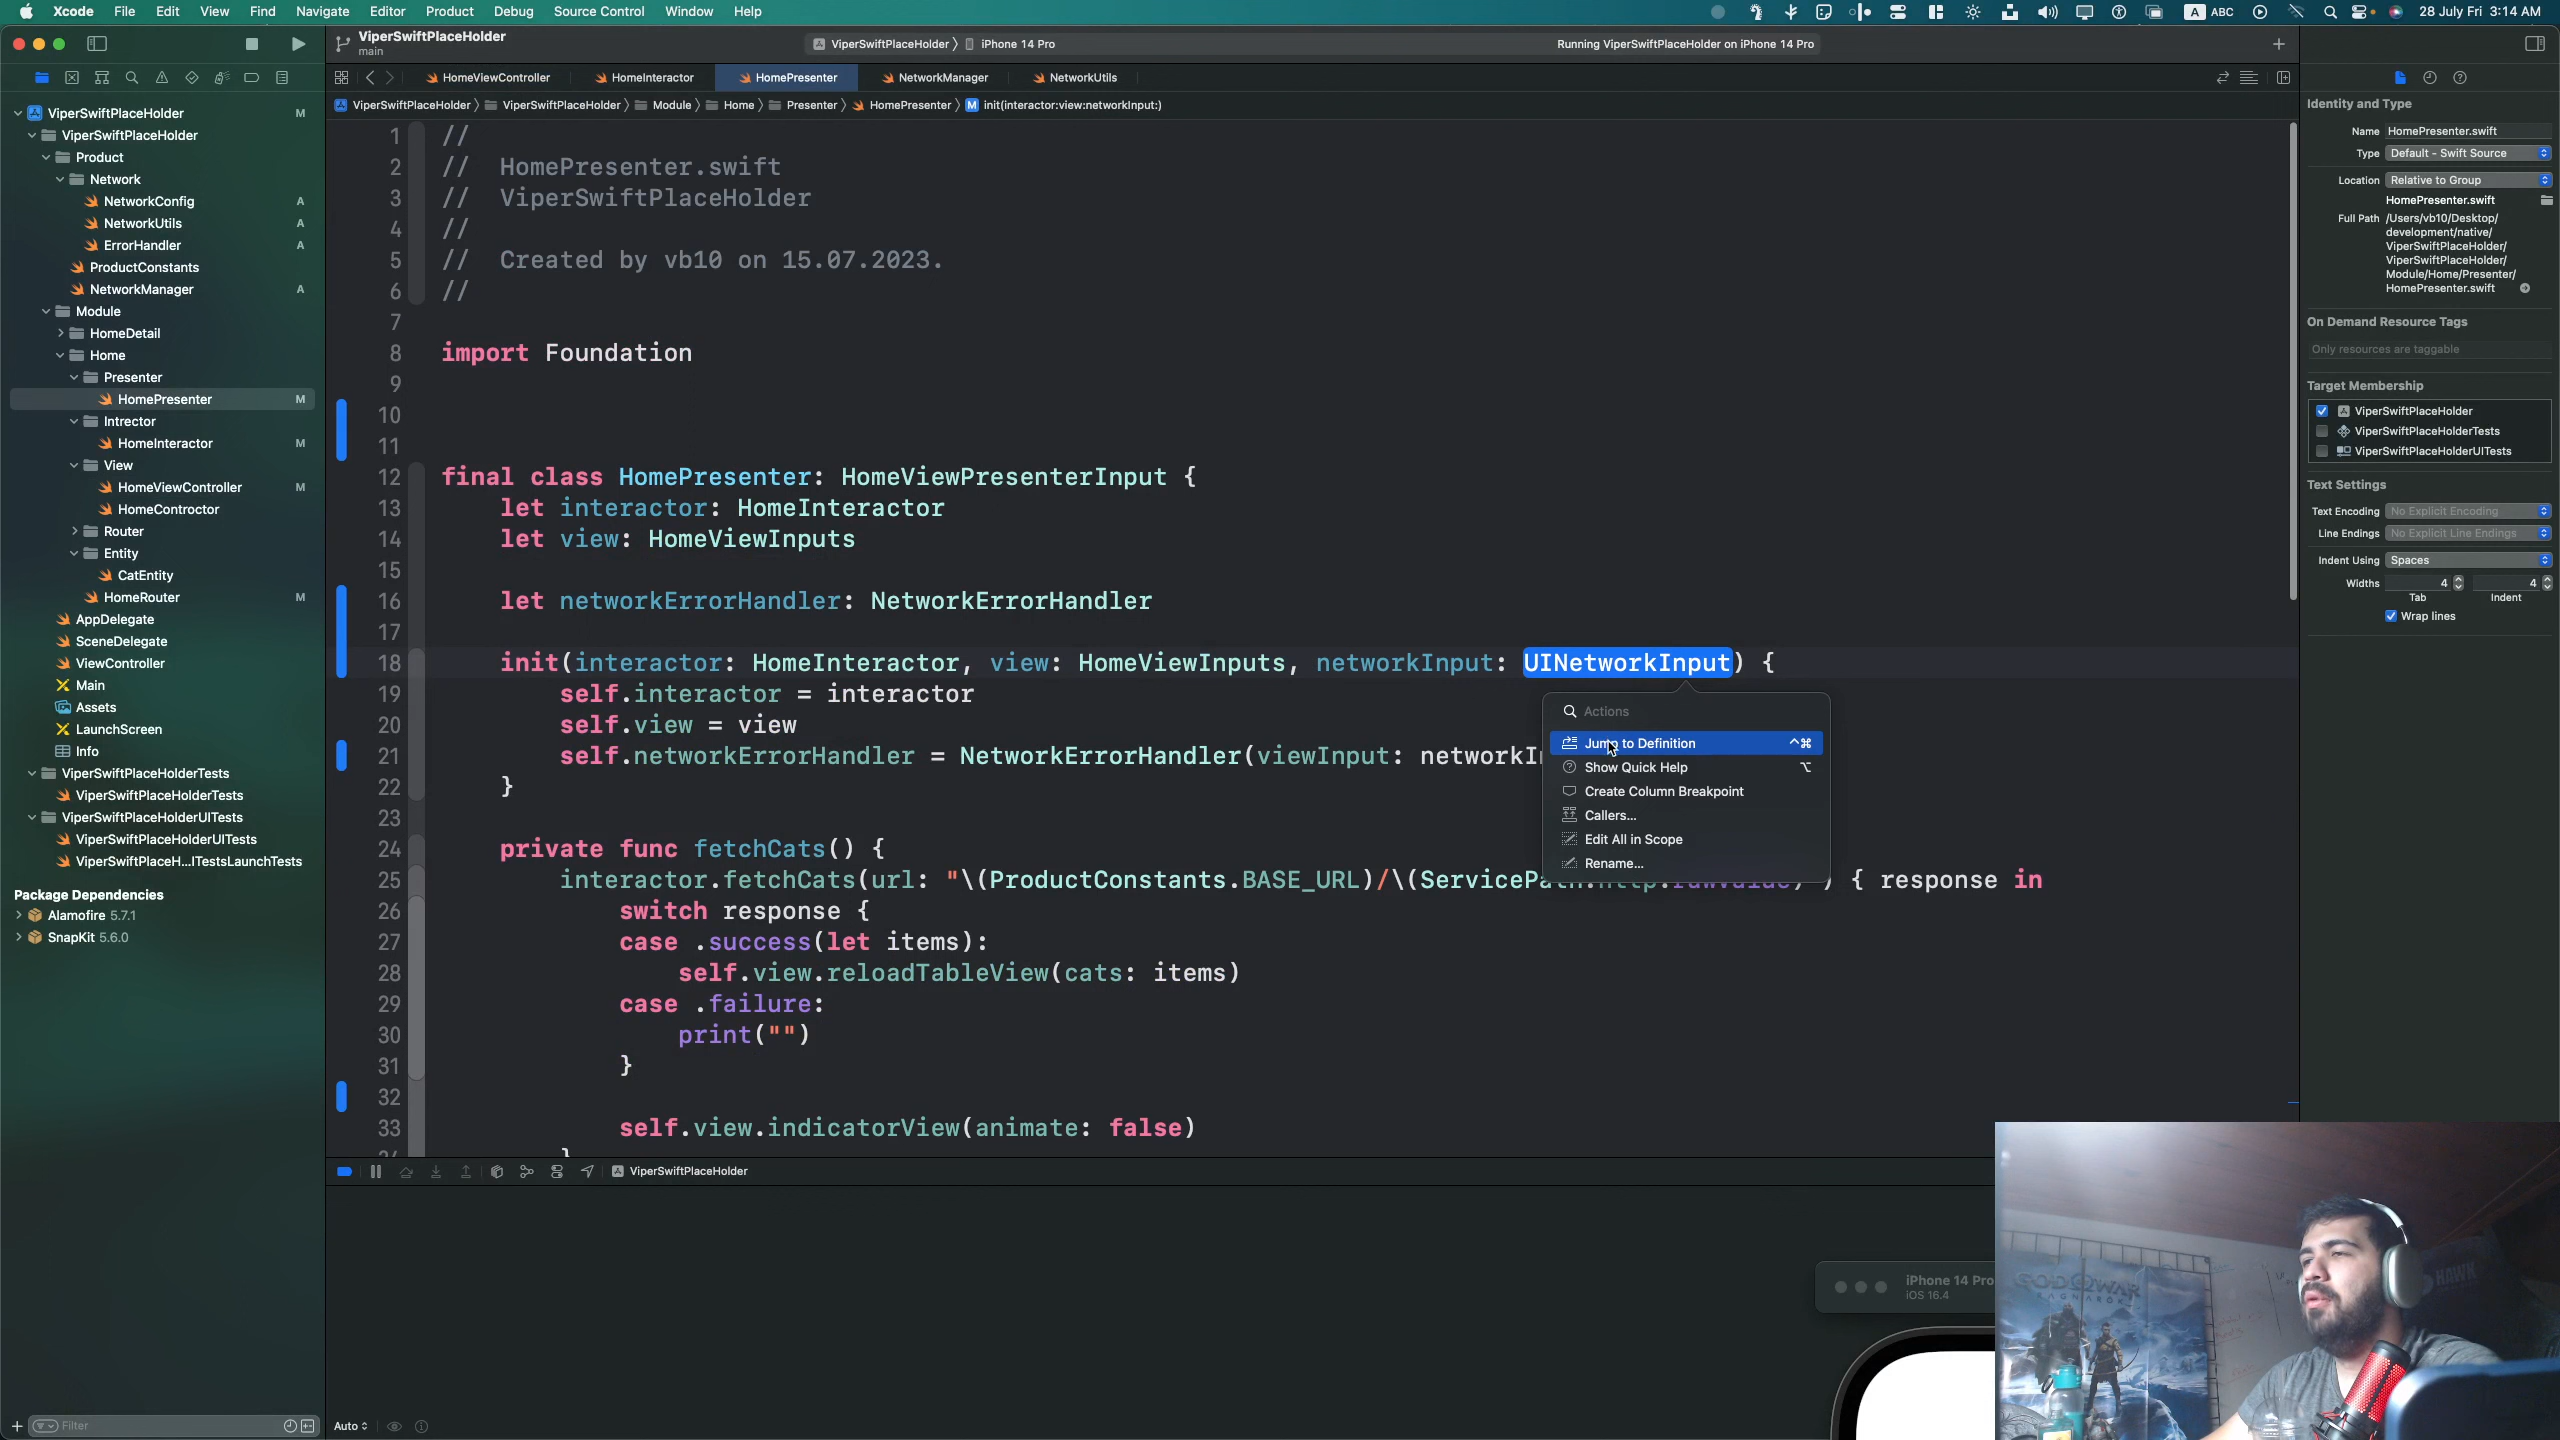 Xcode File Edit View Find Navigate Editor Product Debug Source Control Window Help
A ABC 28 July Fri 3:14 AM
ViperSwiftPlaceHolder
main
ViperSwiftPlaceHolder iPhone 14 Pro
Running ViperSwiftPlaceHolder on iPhone 14 Pro
HomeViewController HomeInteractor HomePresenter NetworkManager NetworkUtils
ViperSwiftPlaceHolder ViperSwiftPlaceHolder Module Home Presenter HomePresenter M init(interactor:view:networkInput:)
ViperSwiftPlaceHolder M
ViperSwiftPlaceHolder
Product
Network
NetworkConfig A
NetworkUtils A
ErrorHandler A
ProductConstants
NetworkManager A
Module
HomeDetail
Home
Presenter
HomePresenter M
Intrector
HomeInteractor M
View
HomeViewController M
HomeControctor
Router
Entity
CatEntity
HomeRouter M
AppDelegate
SceneDelegate
ViewController
Main
Assets
LaunchScreen
Info
ViperSwiftPlaceHolderTests
ViperSwiftPlaceHolderTests
ViperSwiftPlaceHolderUITests
ViperSwiftPlaceHolderUITests
ViperSwiftPlaceH...ITestsLaunchTests
Package Dependencies
Alamofire 5.7.1
SnapKit 5.6.0
Filter
1 //
2 //  HomePresenter.swift
3 //  ViperSwiftPlaceHolder
4 //
5 //  Created by vb10 on 15.07.2023.
6 //
7
8 import Foundation
9
10
11
12 final class HomePresenter: HomeViewPresenterInput {
13 let interactor: HomeInteractor
14 let view: HomeViewInputs
15
16 let networkErrorHandler: NetworkErrorHandler
17
18 init(interactor: HomeInteractor, view: HomeViewInputs, networkInput: UINetworkInput) {
19 self.interactor = interactor
20 self.view = view
21 self.networkErrorHandler = NetworkErrorHandler(viewInput:
22 }
23
24 private func fetchCats() {
25 interactor.fetchCats(url: "\(ProductConstants.BASE_URL)/\( { response in
26 switch response {
27 case .success(let items):
28 self.view.reloadTableView(cats: items)
29 case .failure:
30 print("")
31 }
32
33 self.view.indicatorView(animate: false)
Actions
Jump to Definition ^⌘
Show Quick Help ⌥
Create Column Breakpoint
Callers...
Edit All in Scope
Rename...
ViperSwiftPlaceHolder
Auto
iPhone 14 Pro
iOS 16.4
Identity and Type
Name HomePresenter.swift
Type Default - Swift Source
Location Relative to Group
HomePresenter.swift
Full Path /Users/vb10/Desktop/
development/native/
ViperSwiftPlaceHolder/
ViperSwiftPlaceHolder/
Module/Home/Presenter/
HomePresenter.swift
On Demand Resource Tags
Only resources are taggable
Target Membership
ViperSwiftPlaceHolder
ViperSwiftPlaceHolderTests
ViperSwiftPlaceHolderUITests
Text Settings
Text Encoding No Explicit Encoding
Line Endings No Explicit Line Endings
Indent Using Spaces
Widths 4 4
Tab Indent
Wrap lines
GOD OF WAR
RAGNARÖK
HAWK